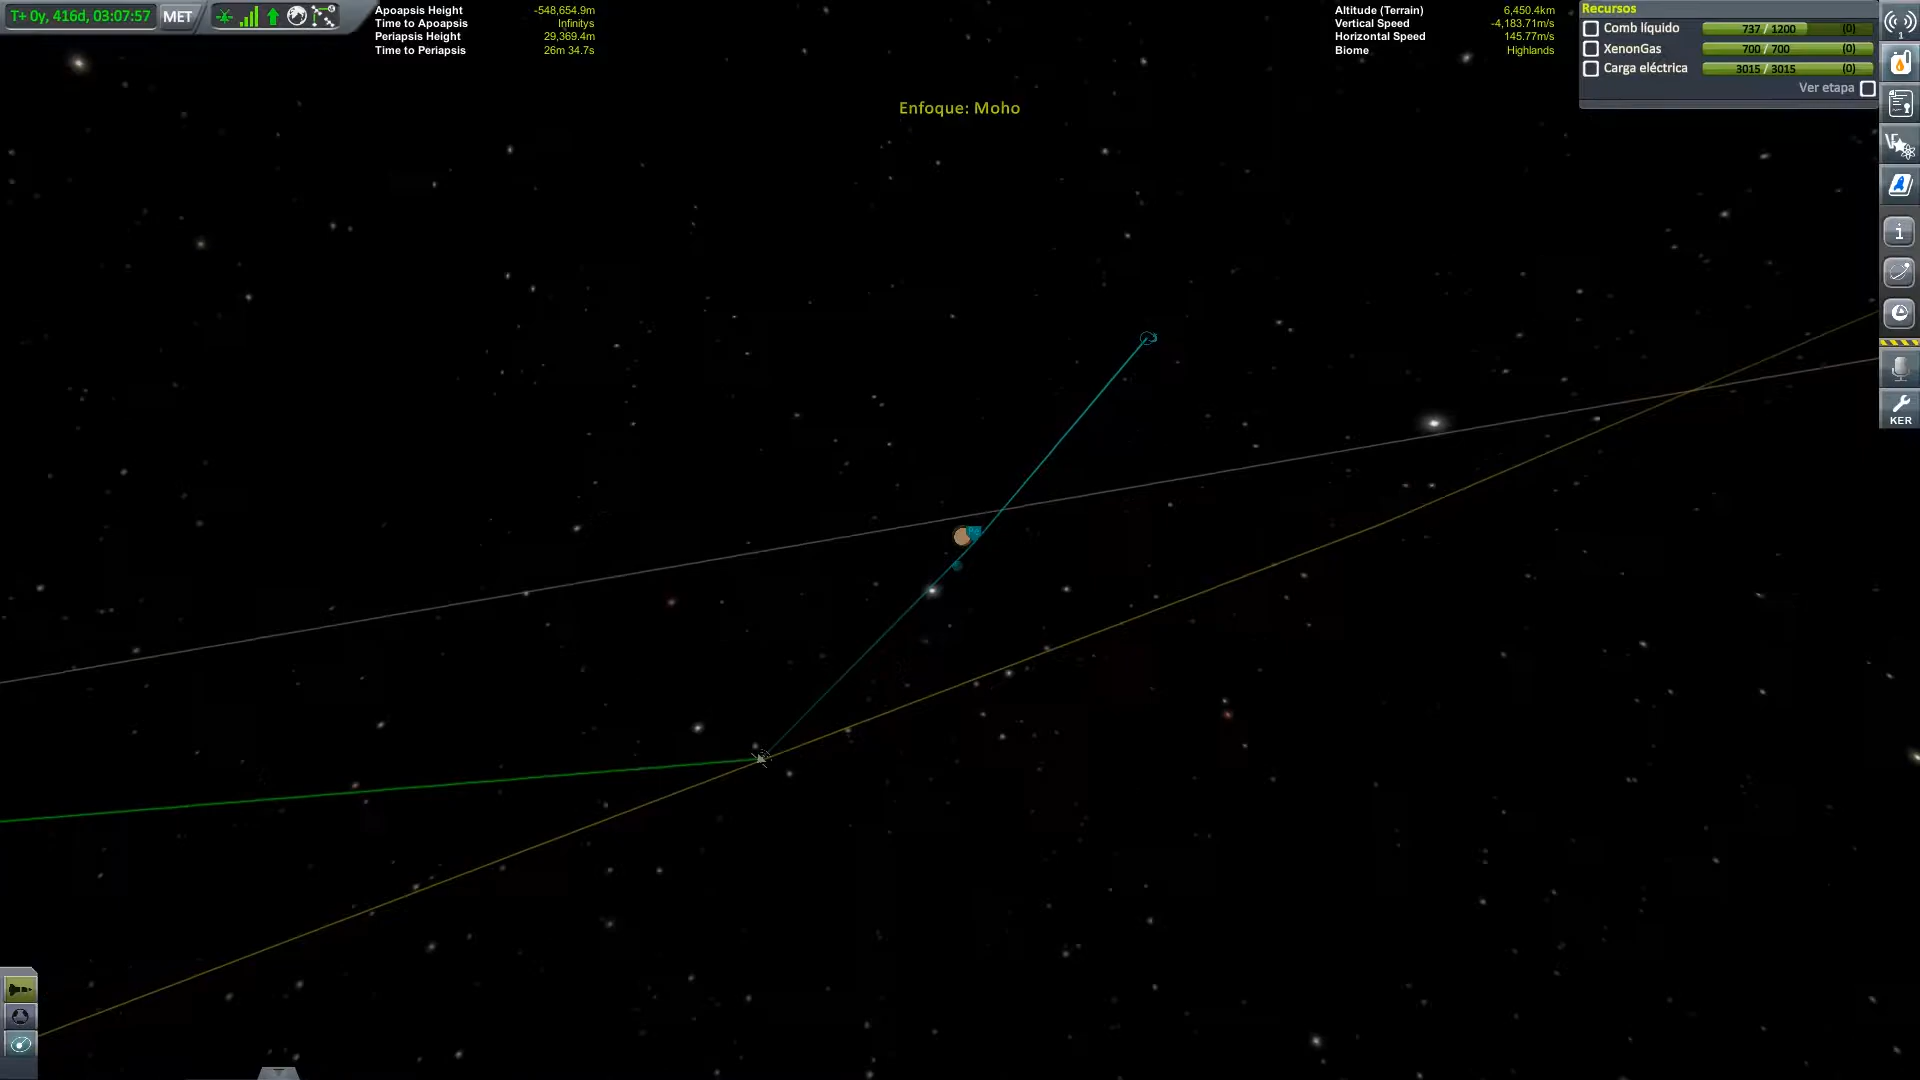 T+ 0y, 416d, 03:07:57 MET
Apoapsis Height -548,654.9m
Time to Apoapsis Infinitys
Periapsis Height 29,369.4m
Time to Periapsis 26m 34.7s
Enfoque: Moho
Altitude (Terrain) 6,450.4km
Vertical Speed -4,183.71m/s
Horizontal Speed 145.77m/s
Biome Highlands
Recursos
Comb líquido 737 / 1200 (0)
XenonGas 700 / 700 (0)
Carga eléctrica 3015 / 3015 (0)
Ver etapa
1
KER